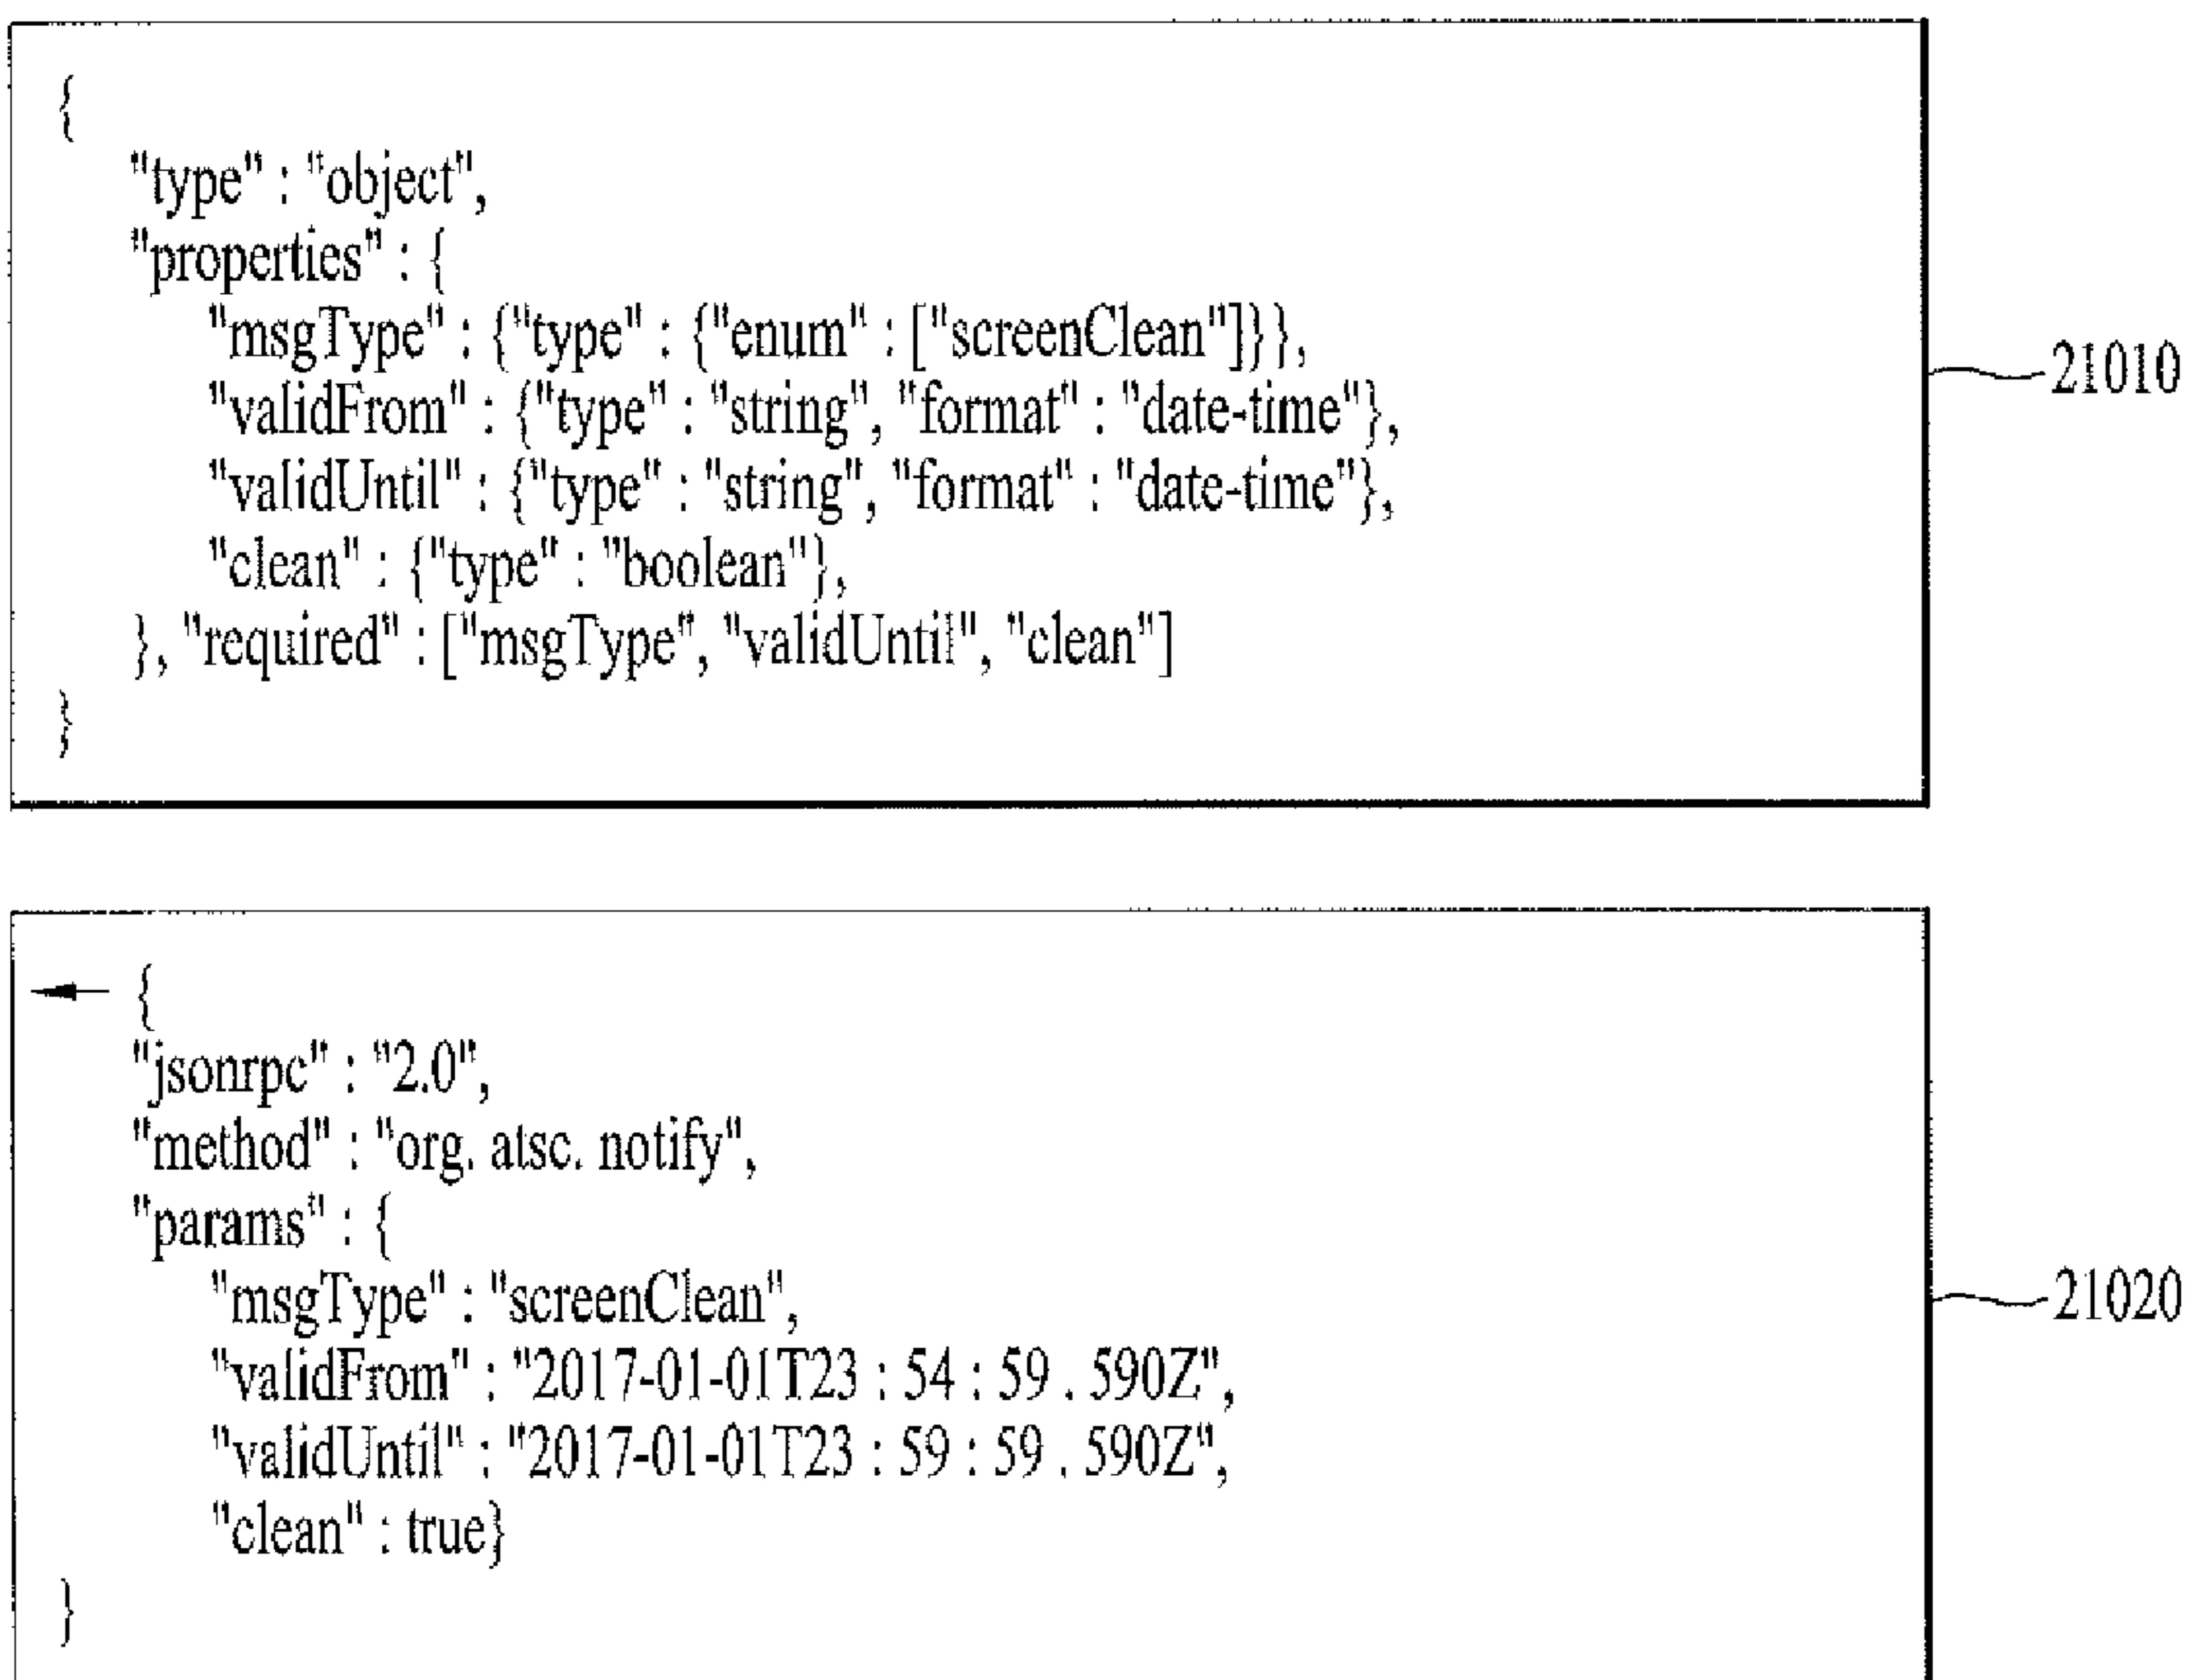 {
"type" : "object",
"properties" : {
"msgType" : {"type" : {"enum" : ["screenClean"]}},
"validFrom" : {"type" : "string", "format" : "date-time"},
"validUntil" : {"type" : "string", "format" : "date-time"},
"clean" : {"type" : "boolean"},
}, "required" : ["msgType", "validUntil", "clean"]
}
21010
{
"jsonrpc" : "2.0",
"method" : "org. atsc. notify",
"params" : {
"msgType" : "screenClean",
"validFrom" : "2017-01-01T23 : 54 : 59 . 590Z",
"validUntil" : "2017-01-01T23 : 59 : 59 . 590Z",
"clean" : true}
}
21020